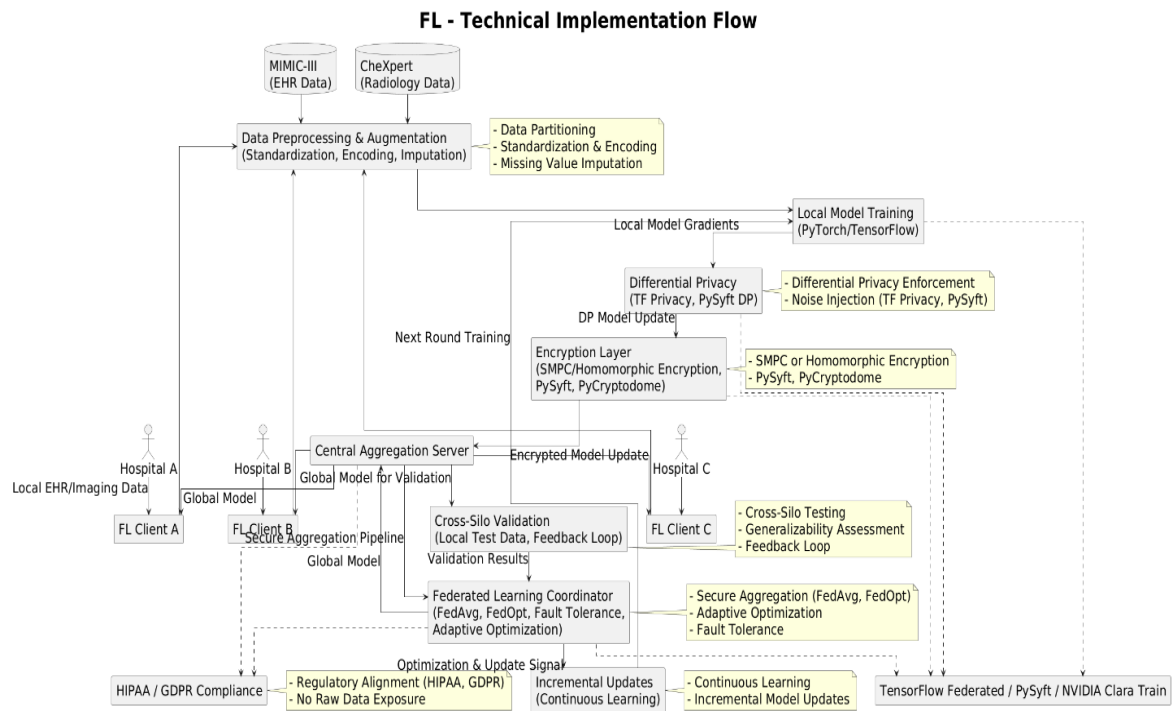 FL - Technical Implementation Flow
MIMIC-III
(EHR Data)
CheXpert
(Radiology Data)
Data Preprocessing & Augmentation
(Standardization, Encoding, Imputation)
- Data Partitioning
- Standardization & Encoding
- Missing Value Imputation
Local Model Training
(PyTorch/TensorFlow)
Local Model Gradients
Differential Privacy
(TF Privacy, PySyft DP)
- Differential Privacy Enforcement
- Noise Injection (TF Privacy, PySyft)
DP Model Update
Next Round Training
Encryption Layer
(SMPC/Homomorphic Encryption,
PySyft, PyCryptodome)
- SMPC or Homomorphic Encryption
- PySyft, PyCryptodome
Hospital A
Hospital B
Central Aggregation Server
Encrypted Model Update
Hospital C
Local EHR/Imaging Data
Global Model
Global Model for Validation
FL Client A
FL Client B
Secure Aggregation Pipeline
Cross-Silo Validation
(Local Test Data, Feedback Loop)
FL Client C
- Cross-Silo Testing
- Generalizability Assessment
- Feedback Loop
Global Model
Validation Results
Federated Learning Coordinator
(FedAvg, FedOpt, Fault Tolerance,
Adaptive Optimization)
- Secure Aggregation (FedAvg, FedOpt)
- Adaptive Optimization
- Fault Tolerance
Optimization & Update Signal
HIPAA / GDPR Compliance
- Regulatory Alignment (HIPAA, GDPR)
- No Raw Data Exposure
Incremental Updates
(Continuous Learning)
- Continuous Learning
- Incremental Model Updates
TensorFlow Federated / PySyft / NVIDIA Clara Train